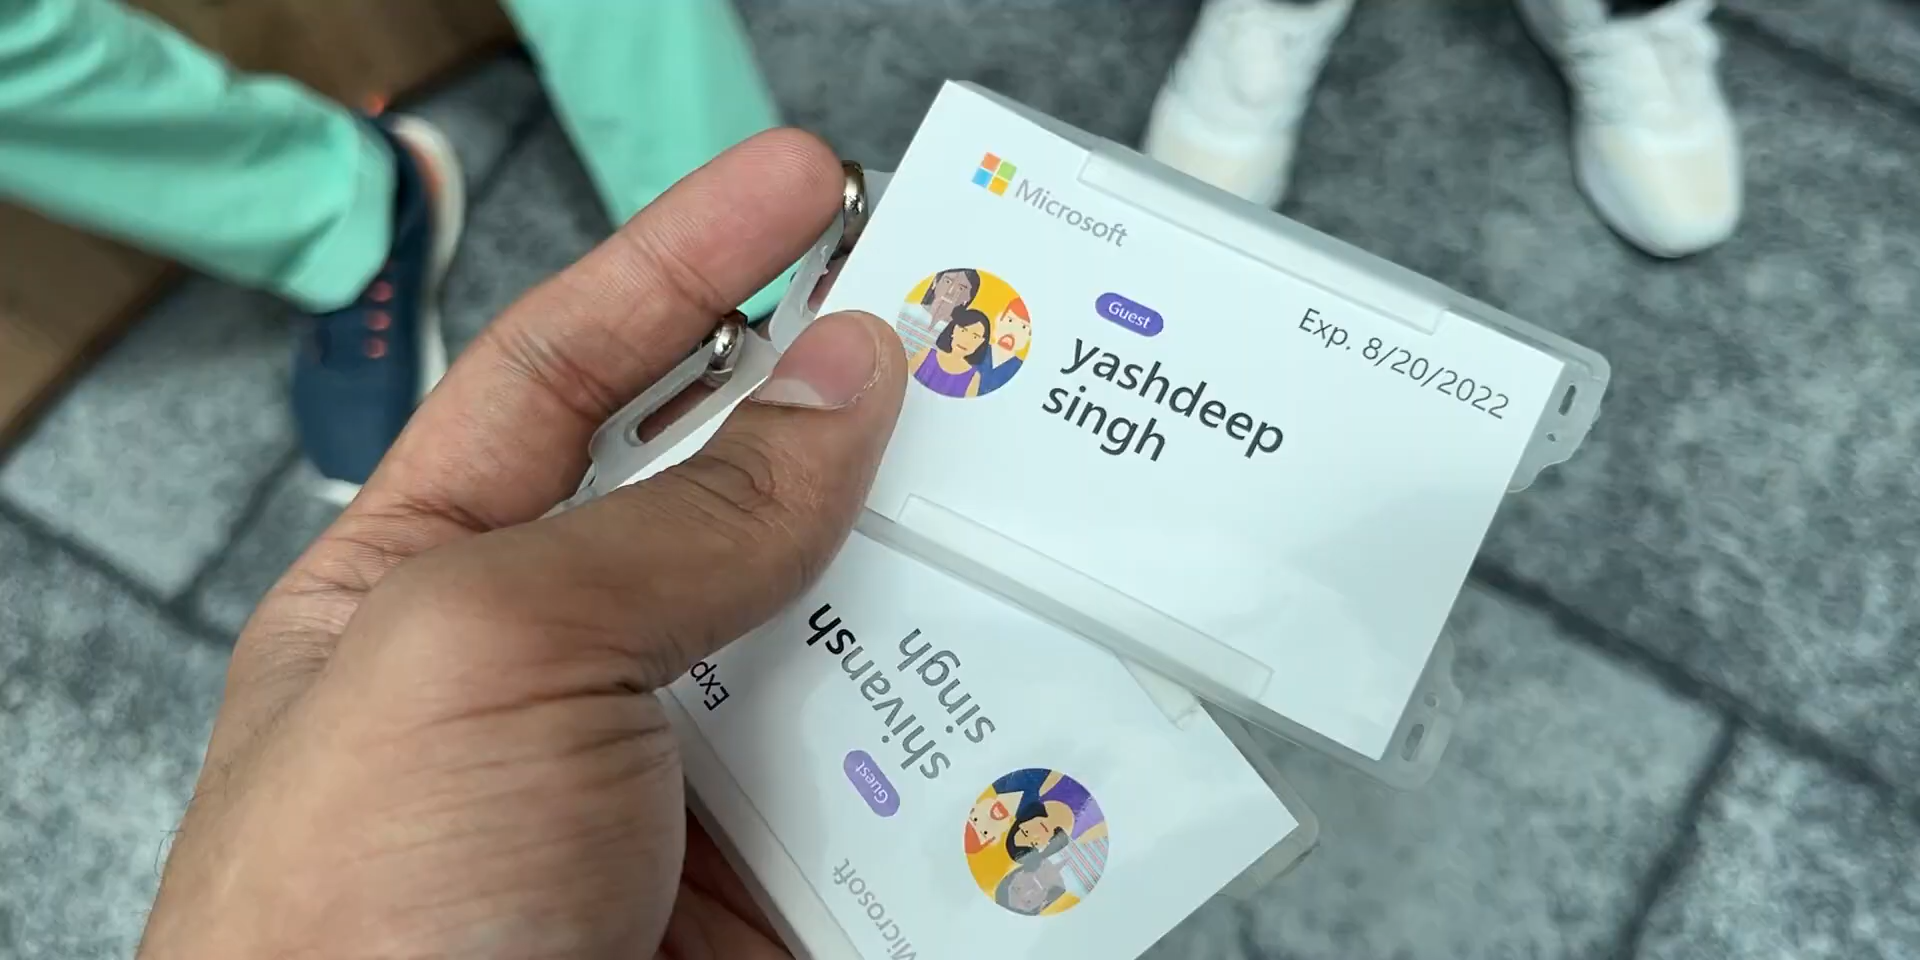 Microsoft
Guest
yashdeep
singh
Exp. 8/20/2022
Microsoft
Guest
shivansh
singh
Exp